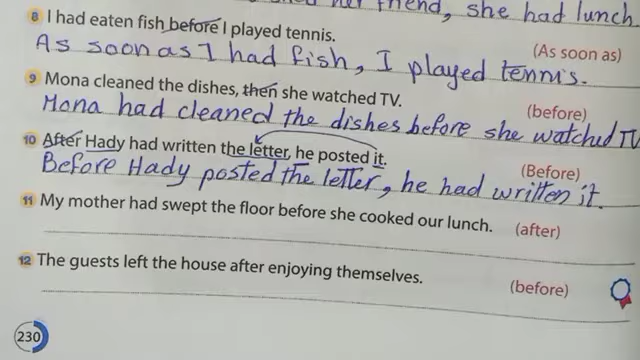 her friend, she had lunch
8 I had eaten fish before I played tennis.
(As soon as)
As soon as I had fish, I played tennis.
9 Mona cleaned the dishes, then she watched TV.
(before)
Mona had cleaned the dishes before she watched TV
10 After Hady had written the letter, he posted it.
(Before)
Before Hady posted the letter, he had written it.
11 My mother had swept the floor before she cooked our lunch. (after)
12 The guests left the house after enjoying themselves. (before)
230